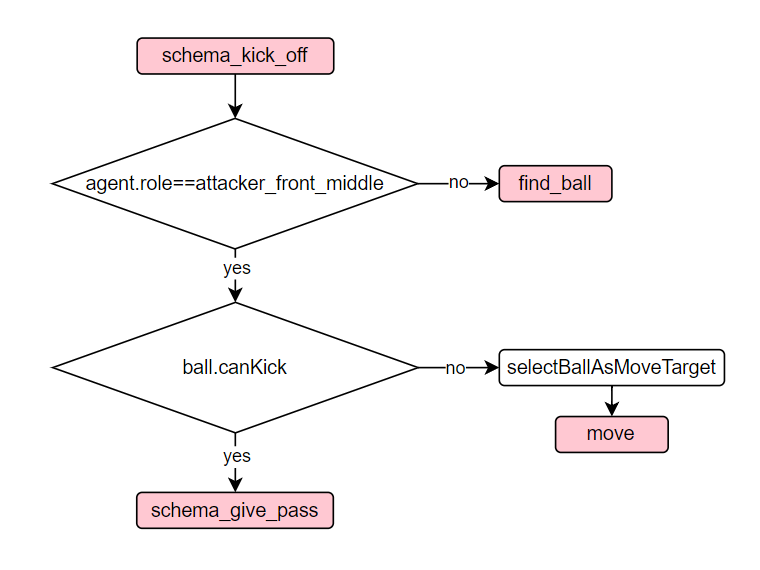 schema_kick_off
agent.role==attacker_front_middle
no
find_ball
yes
ball.canKick
no
selectBallAsMoveTarget
move
yes
schema_give_pass